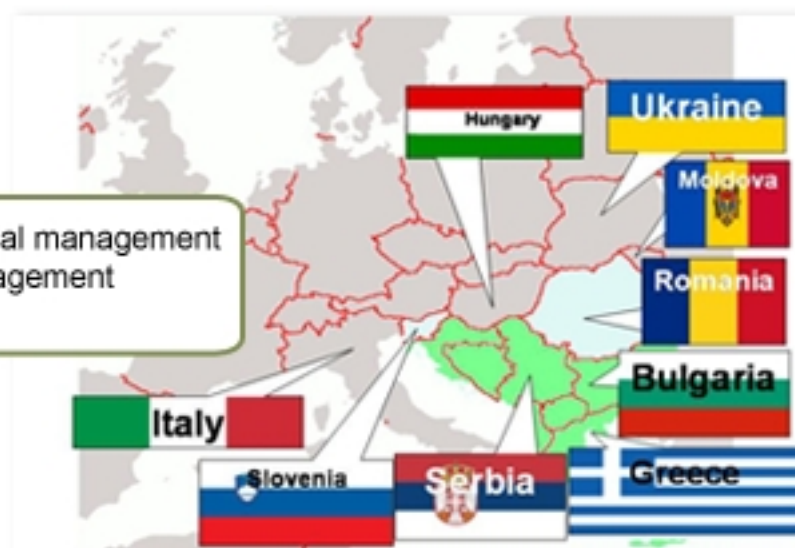 Hungary
Ukraine
Moldova
al management
agement
Romania
Bulgaria
Italy
Slovenia
Serbia
Greece